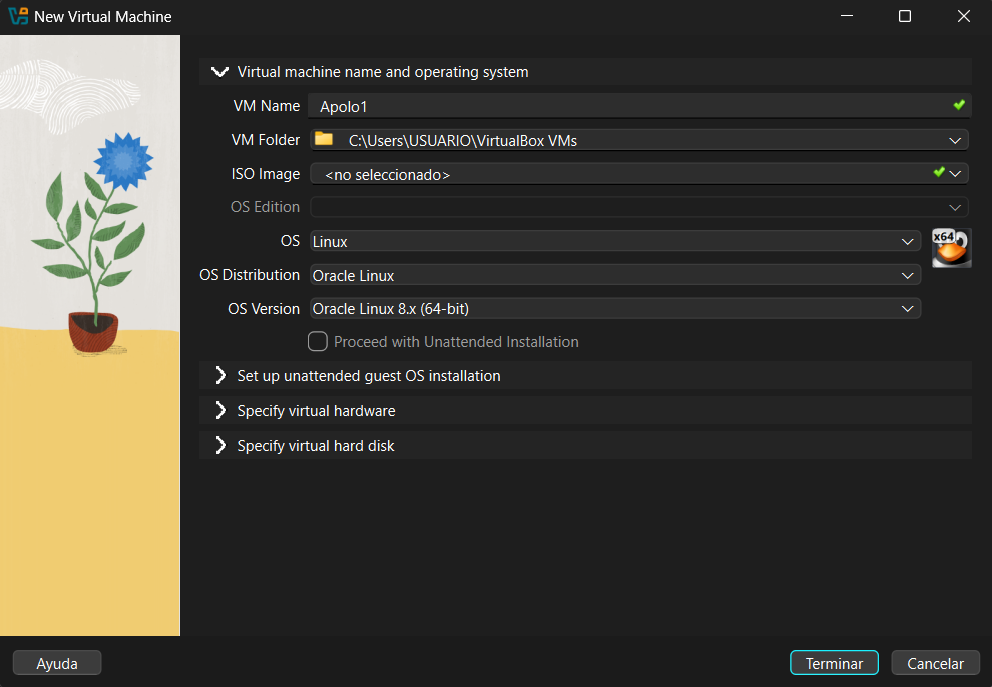 New Virtual Machine
Virtual machine name and operating system
VM Name Apolo1
VM Folder C:\Users\USUARIO\VirtualBox VMs
ISO Image <no seleccionado>
OS Edition
OS Linux
x64
OS Distribution Oracle Linux
OS Version Oracle Linux 8.x (64-bit)
Proceed with Unattended Installation
Set up unattended guest OS installation
Specify virtual hardware
Specify virtual hard disk
Ayuda Terminar Cancelar